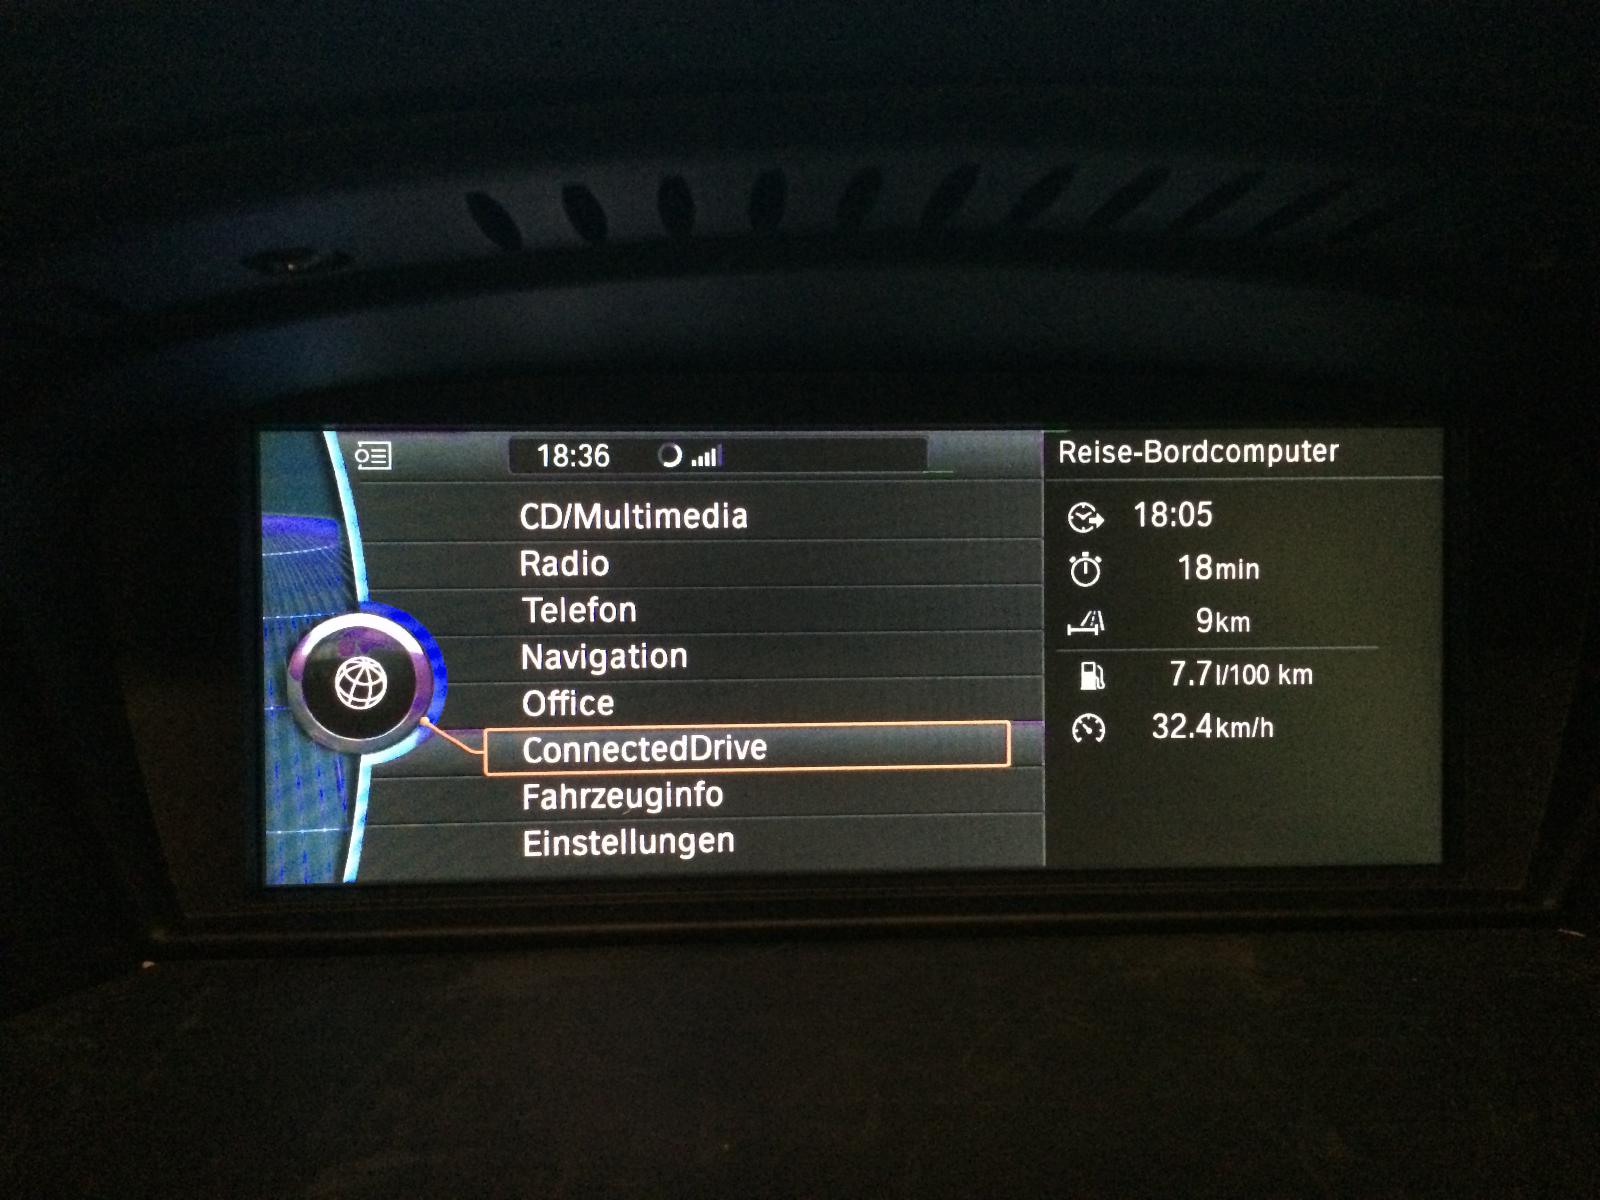 18:36
CD/Multimedia
Radio
Telefon
Navigation
Office
ConnectedDrive
Fahrzeuginfo
Einstellungen
Reise-Bordcomputer
18:05
18min
9km
7.7l/100 km
32.4km/h